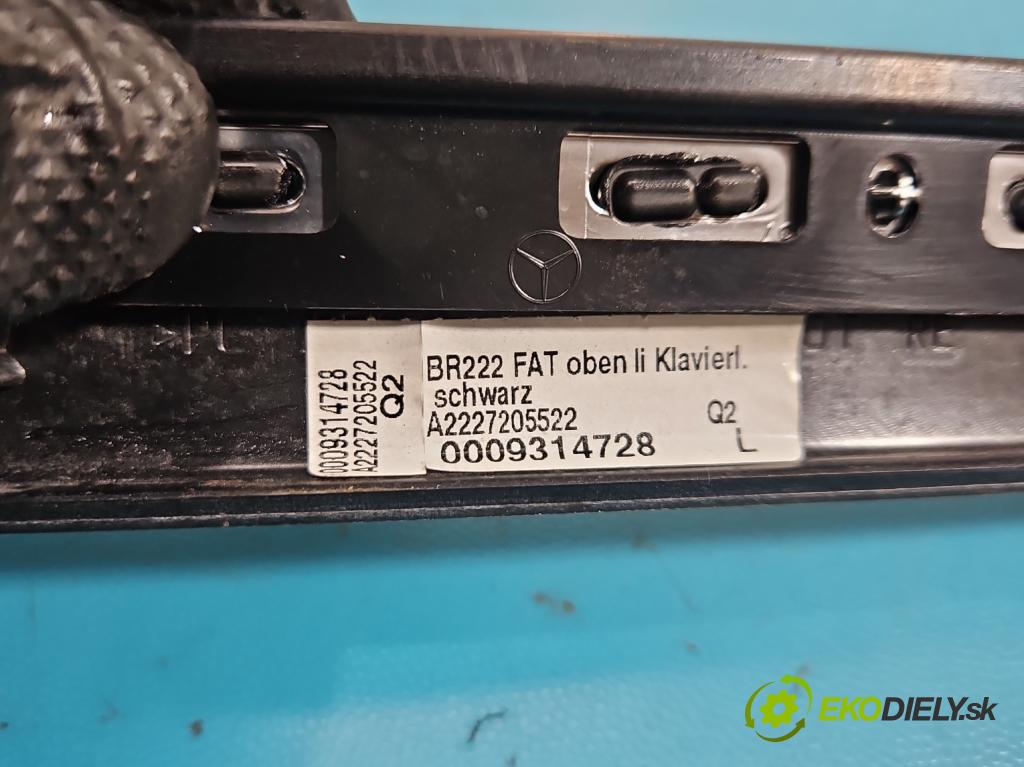 0009314728
A2227205522
Q2
BR222 FAT oben li Klavierl.
schwarz
A2227205522
Q2
0009314728
L
EKODIELY.sk